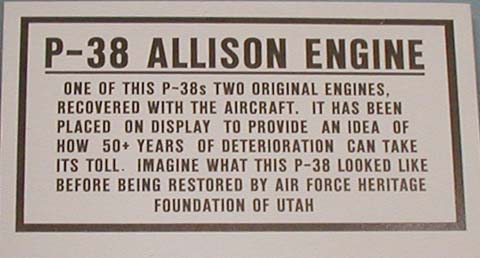 P-38 ALLISON ENGINE
ONE OF THIS P-38s TWO ORIGINAL ENGINES,
RECOVERED WITH THE AIRCRAFT. IT HAS BEEN
PLACED ON DISPLAY TO PROVIDE AN IDEA OF
HOW 50+ YEARS OF DETERIORATION CAN TAKE
ITS TOLL. IMAGINE WHAT THIS P-38 LOOKED LIKE
BEFORE BEING RESTORED BY AIR FORCE HERITAGE
FOUNDATION OF UTAH